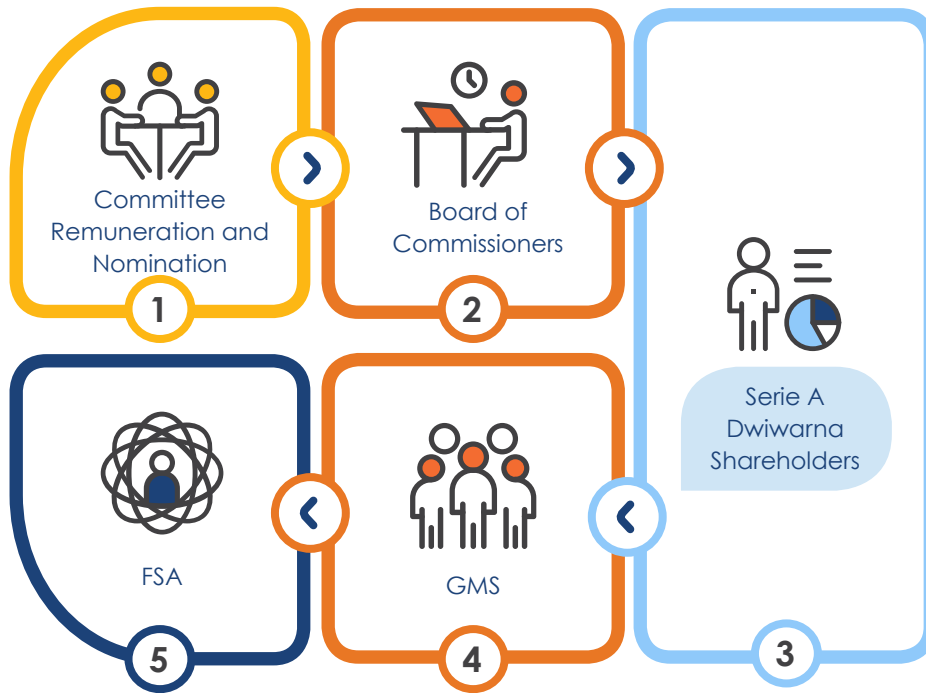 Committee
Remuneration and
Nomination
1
Board of
Commissioners
2
Serie A
Dwiwarna
Shareholders
3
GMS
4
FSA
5